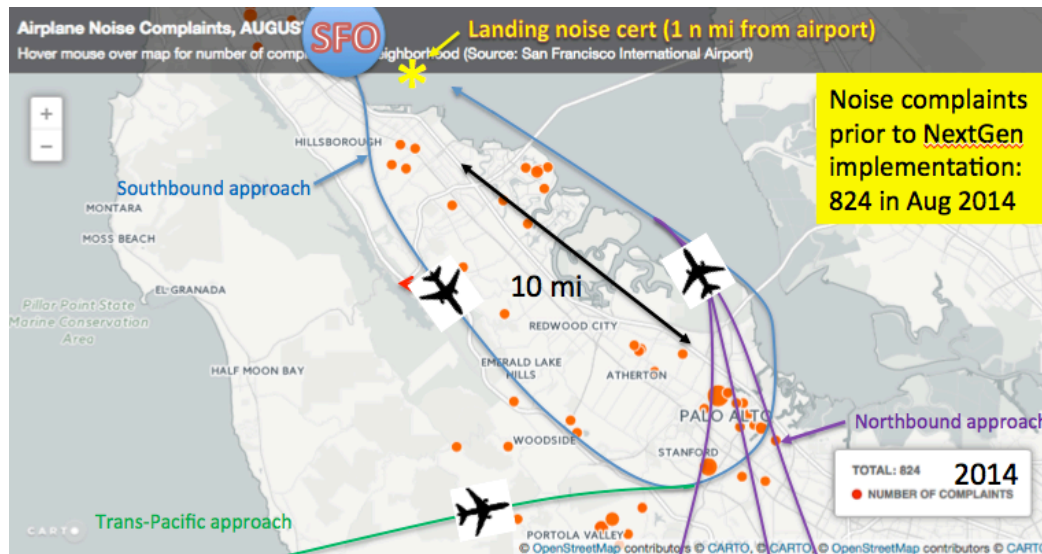 Airplane Noise Complaints, AUGUS
SFO
Landing noise cert (1 n mi from airport)
Hover mouse over map for number of comp eighborhood (Source: San Francisco International Airport)
+
−
Noise complaints
prior to NextGen
implementation:
824 in Aug 2014
HILLSBOROUGH
Southbound approach
MONTARA
MOSS BEACH
EL GRANADA
Pillar Point State
Marine Conservation
Area
10 mi
REDWOOD CITY
HALF MOON BAY
EMERALD LAKE
HILLS
ATHERTON
PALO ALTO
Northbound approach
WOODSIDE
STANFORD
TOTAL: 824 2014
NUMBER OF COMPLAINTS
Trans-Pacific approach
CARTO
PORTOLA VALLEY
© OpenStreetMap contributors © CARTO, © CARTO, © OpenStreetMap contributors © CARTO